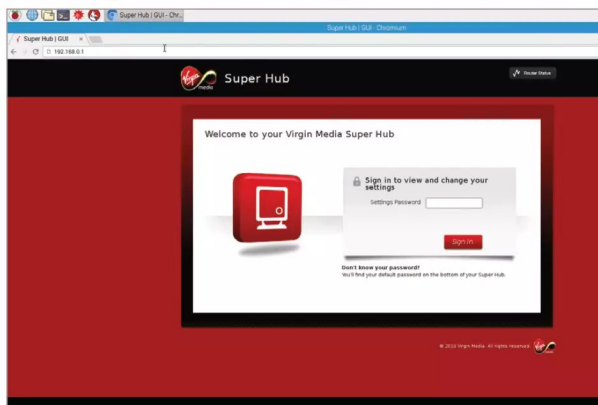 Super Hub | GUI - Chr...
Super Hub | GUI - Chromium
Super Hub | GUI
192.168.0.1
Virgin
media
Super Hub
Router Status
Welcome to your Virgin Media Super Hub
Sign in to view and change your
settings
Settings Password
Sign in
Don't know your password?
You'll find your default password on the bottom of your Super Hub.
Virgin Media. All rights reserved